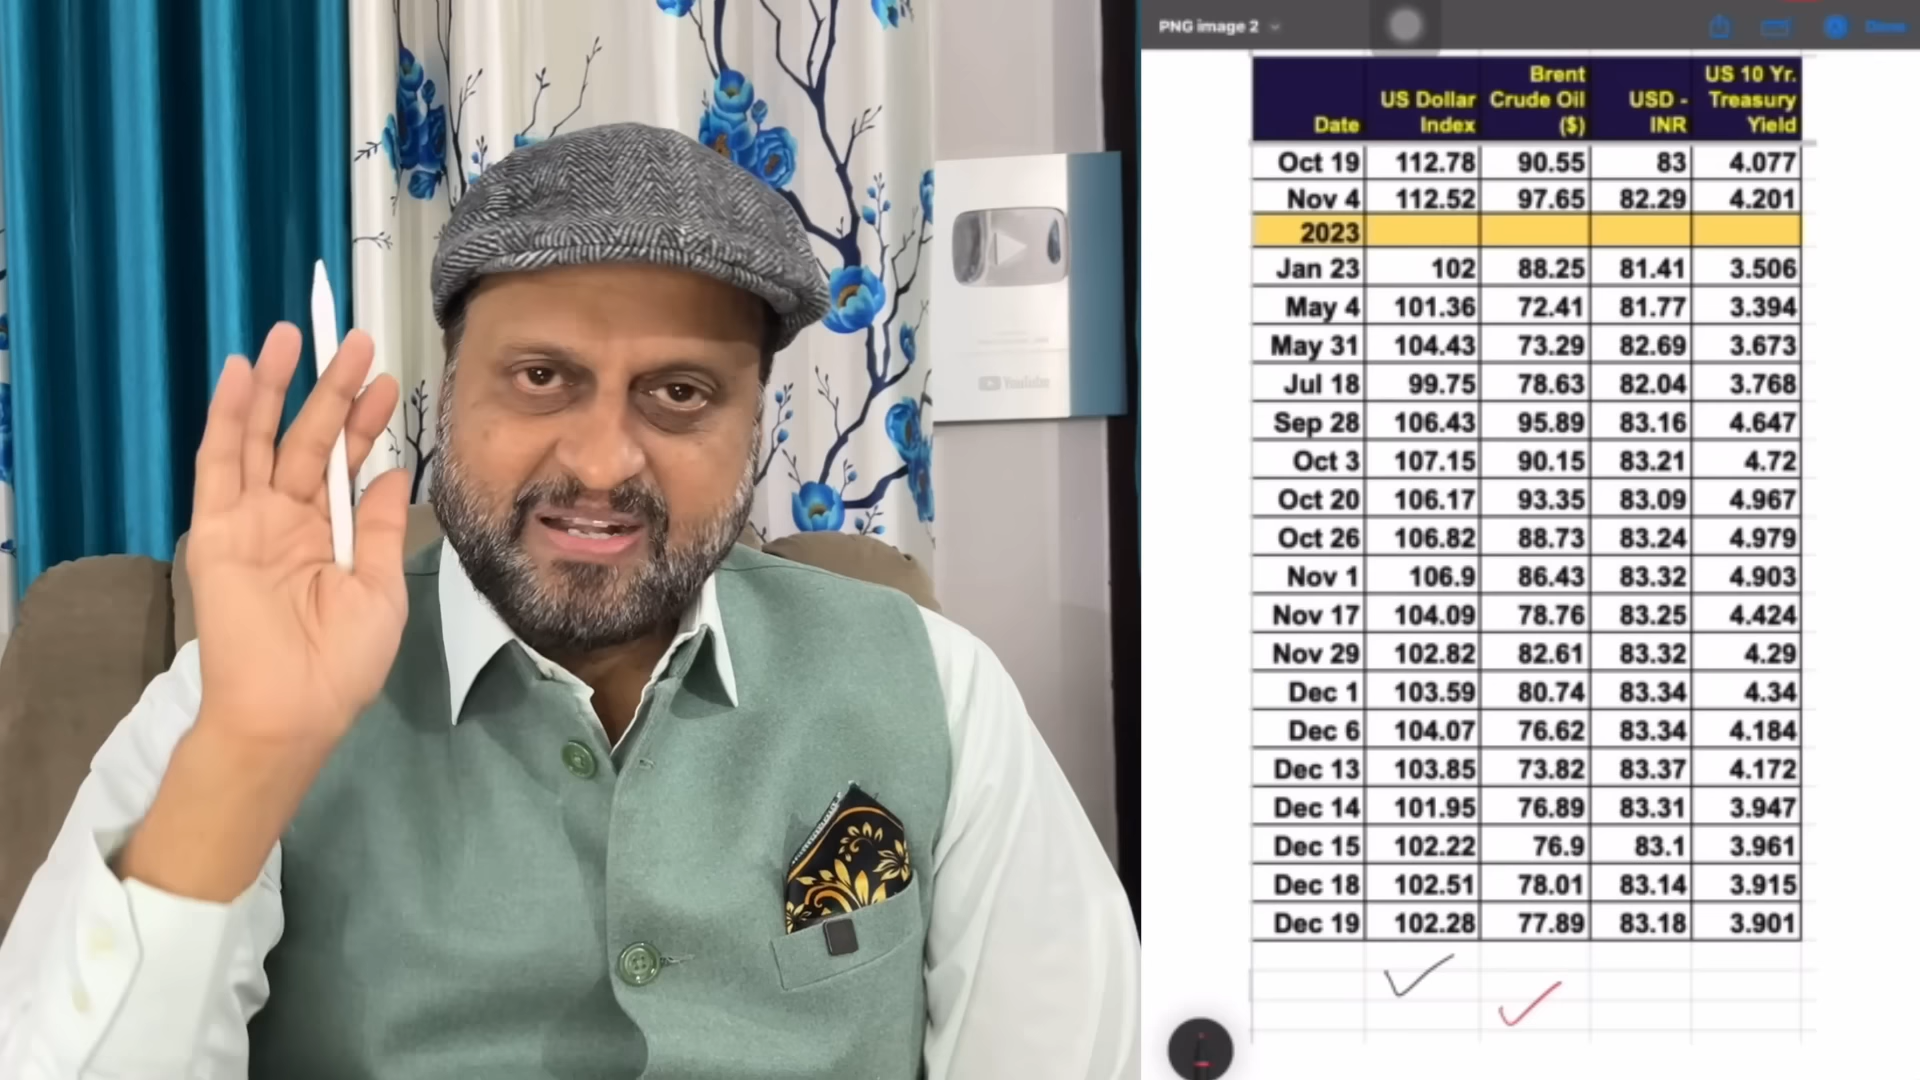 PNG image 2
Done
Date US Dollar Index Brent Crude Oil ($) USD - INR US 10 Yr. Treasury Yield
Oct 19 112.78 90.55 83 4.077
Nov 4 112.52 97.65 82.29 4.201
2023
Jan 23 102 88.25 81.41 3.506
May 4 101.36 72.41 81.77 3.394
May 31 104.43 73.29 82.69 3.673
Jul 18 99.75 78.63 82.04 3.768
Sep 28 106.43 95.89 83.16 4.647
Oct 3 107.15 90.15 83.21 4.72
Oct 20 106.17 93.35 83.09 4.967
Oct 26 106.82 88.73 83.24 4.979
Nov 1 106.9 86.43 83.32 4.903
Nov 17 104.09 78.76 83.25 4.424
Nov 29 102.82 82.61 83.32 4.29
Dec 1 103.59 80.74 83.34 4.34
Dec 6 104.07 76.62 83.34 4.184
Dec 13 103.85 73.82 83.37 4.172
Dec 14 101.95 76.89 83.31 3.947
Dec 15 102.22 76.9 83.1 3.961
Dec 18 102.51 78.01 83.14 3.915
Dec 19 102.28 77.89 83.18 3.901
YouTube